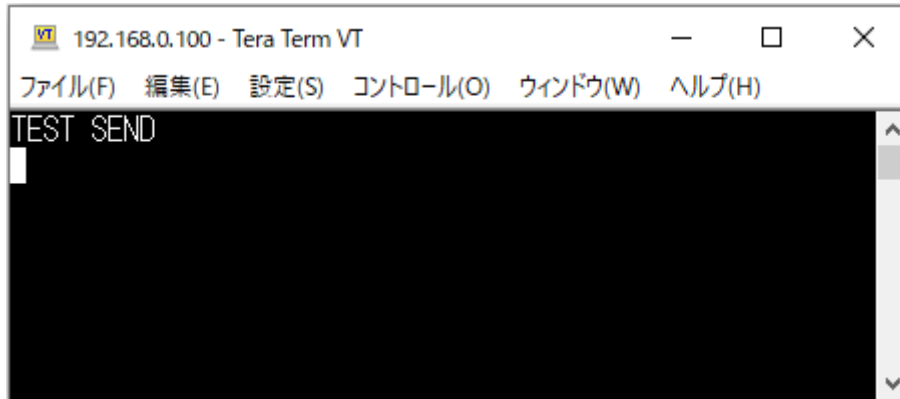 VT 192.168.0.100 - Tera Term VT
ファイル(F) 編集(E) 設定(S) コントロール(O) ウィンドウ(W) ヘルプ(H)
TEST SEND